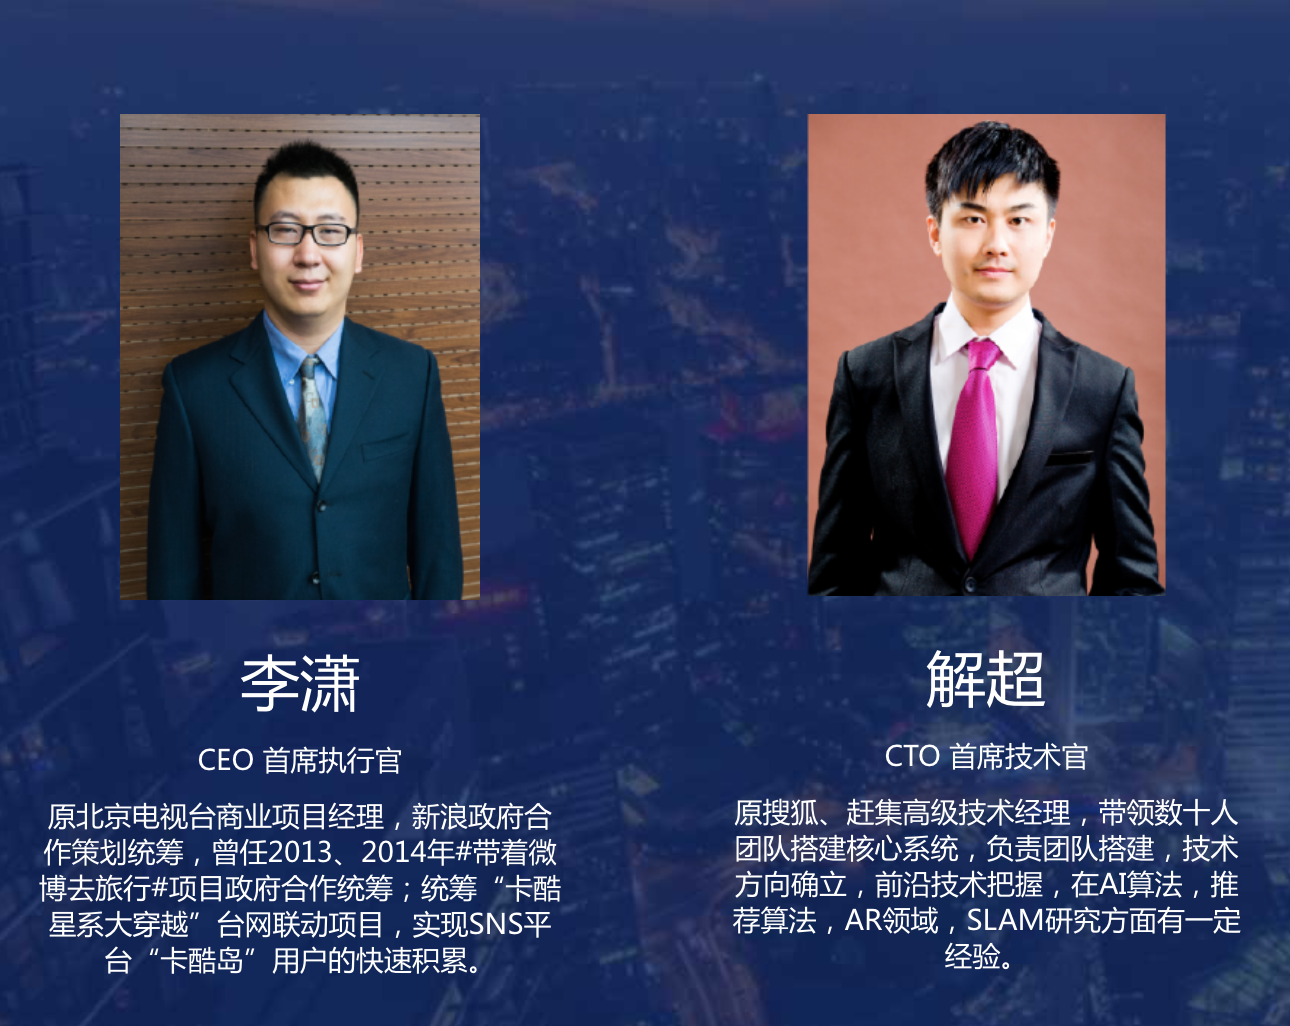 李潇
CEO 首席执行官
原北京电视台商业项目经理，新浪政府合
作策划统筹，曾任2013、2014年#带着微
博去旅行#项目政府合作统筹；统筹“卡酷
星系大穿越”台网联动项目，实现SNS平
台“卡酷岛”用户的快速积累。
解超
CTO 首席技术官
原搜狐、赶集高级技术经理，带领数十人
团队搭建核心系统，负责团队搭建，技术
方向确立，前沿技术把握，在AI算法，推
荐算法，AR领域，SLAM研究方面有一定
经验。